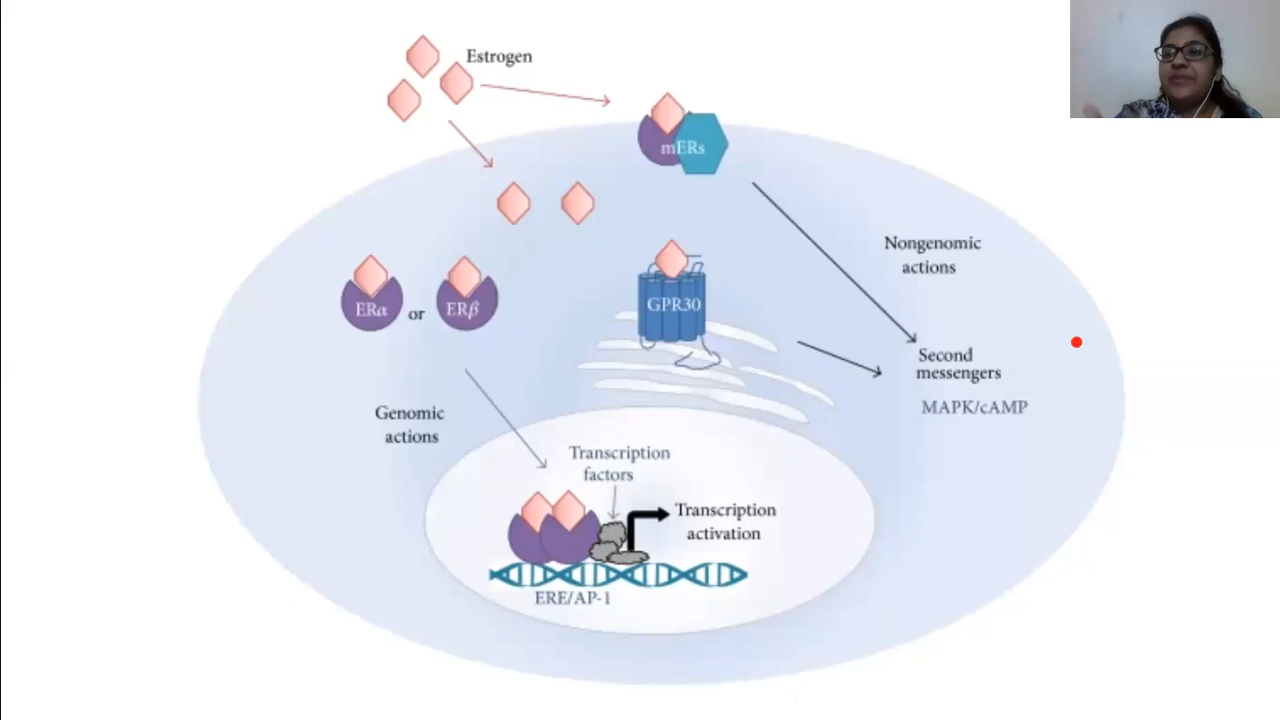 Estrogen
mERs
Nongenomic
actions
ERα
or
ERβ
GPR30
Second
messengers
MAPK/cAMP
Genomic
actions
Transcription
factors
Transcription
activation
ERE/AP-1